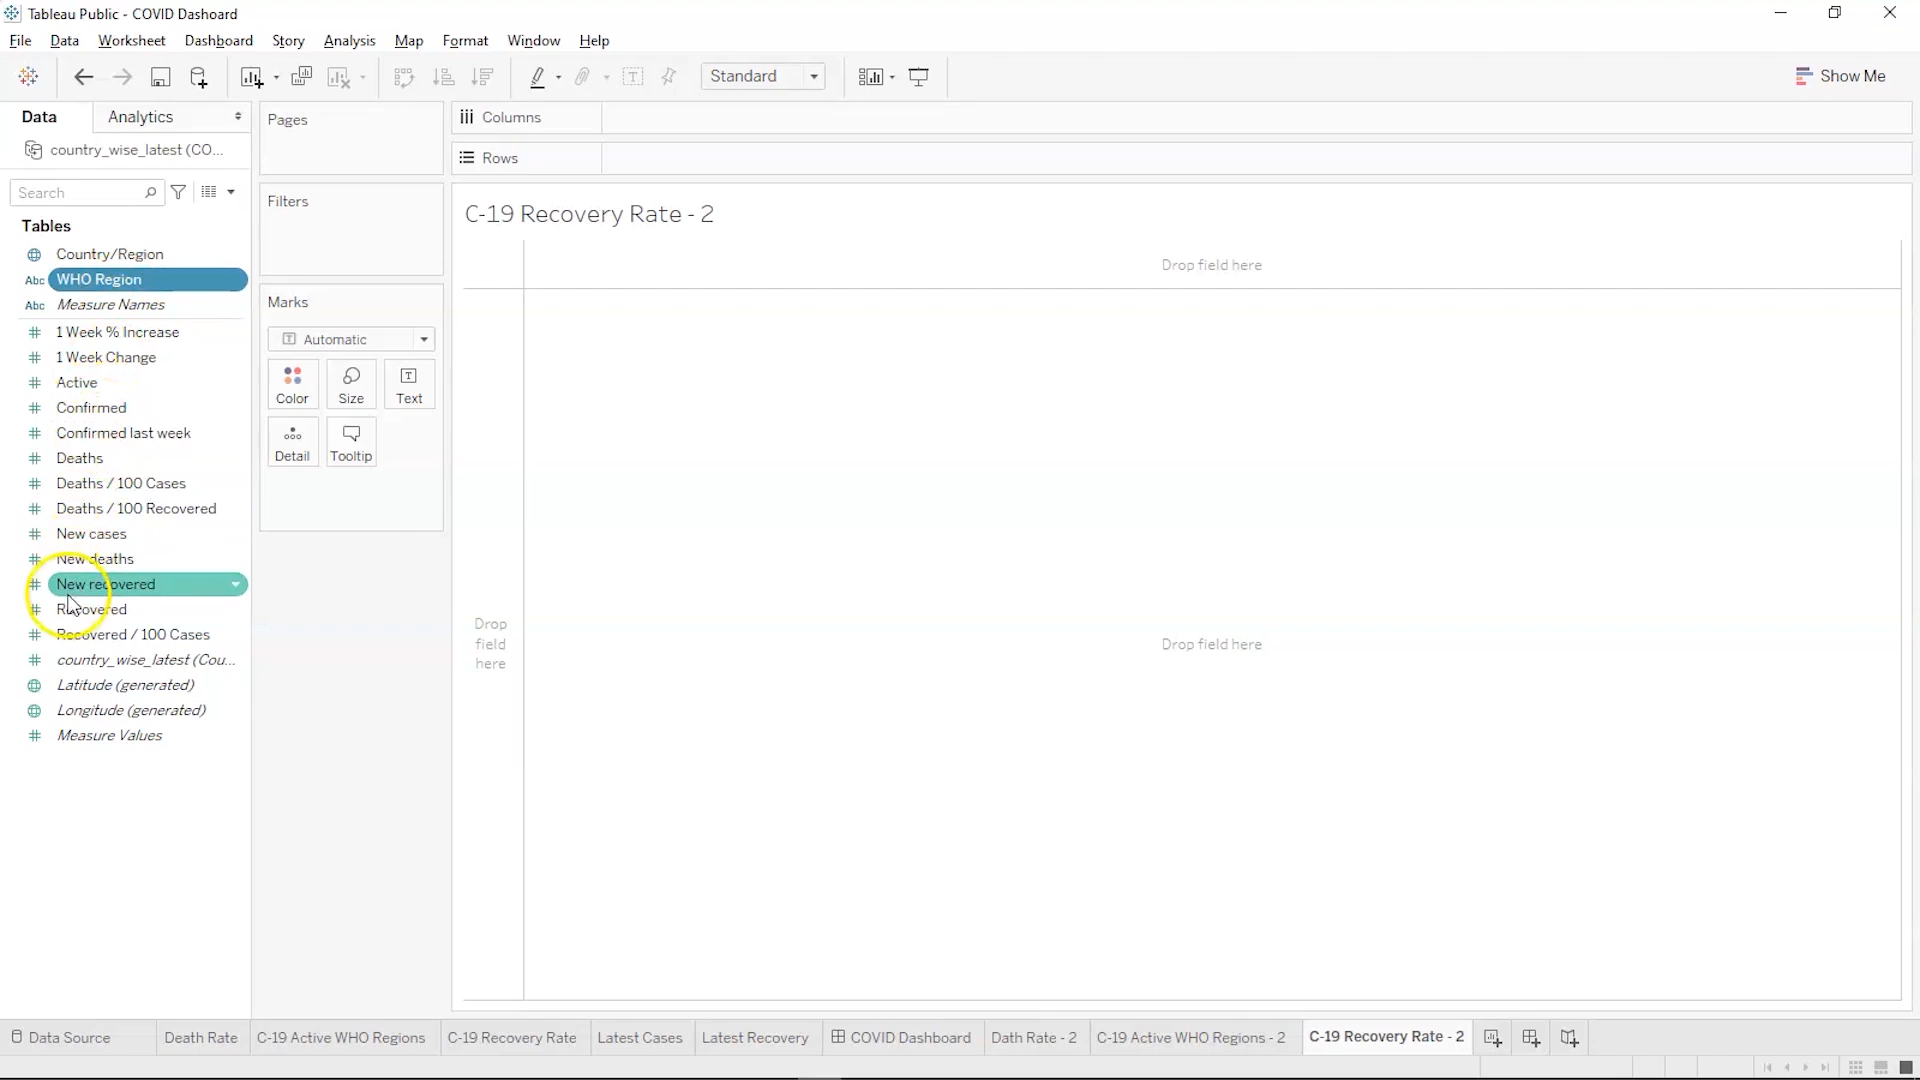 Tableau Public - COVID Dashoard
File Data Worksheet Dashboard Story Analysis Map Format Window Help
Standard
Show Me
Data
Analytics
country_wise_latest (CO...
Search
Tables
Country/Region
Abc WHO Region
Abc Measure Names
1 Week % Increase
1 Week Change
Active
Confirmed
Confirmed last week
Deaths
Deaths / 100 Cases
Deaths / 100 Recovered
New cases
New deaths
New recovered
Recovered
Recovered / 100 Cases
country_wise_latest (Cou...
Latitude (generated)
Longitude (generated)
Measure Values
Pages
Filters
Marks
Automatic
Color
Size
Text
Detail
Tooltip
Columns
Rows
C-19 Recovery Rate - 2
Drop field here
Drop
field
here
Drop field here
Data Source
Death Rate
C-19 Active WHO Regions
C-19 Recovery Rate
Latest Cases
Latest Recovery
COVID Dashboard
Dath Rate - 2
C-19 Active WHO Regions - 2
C-19 Recovery Rate - 2